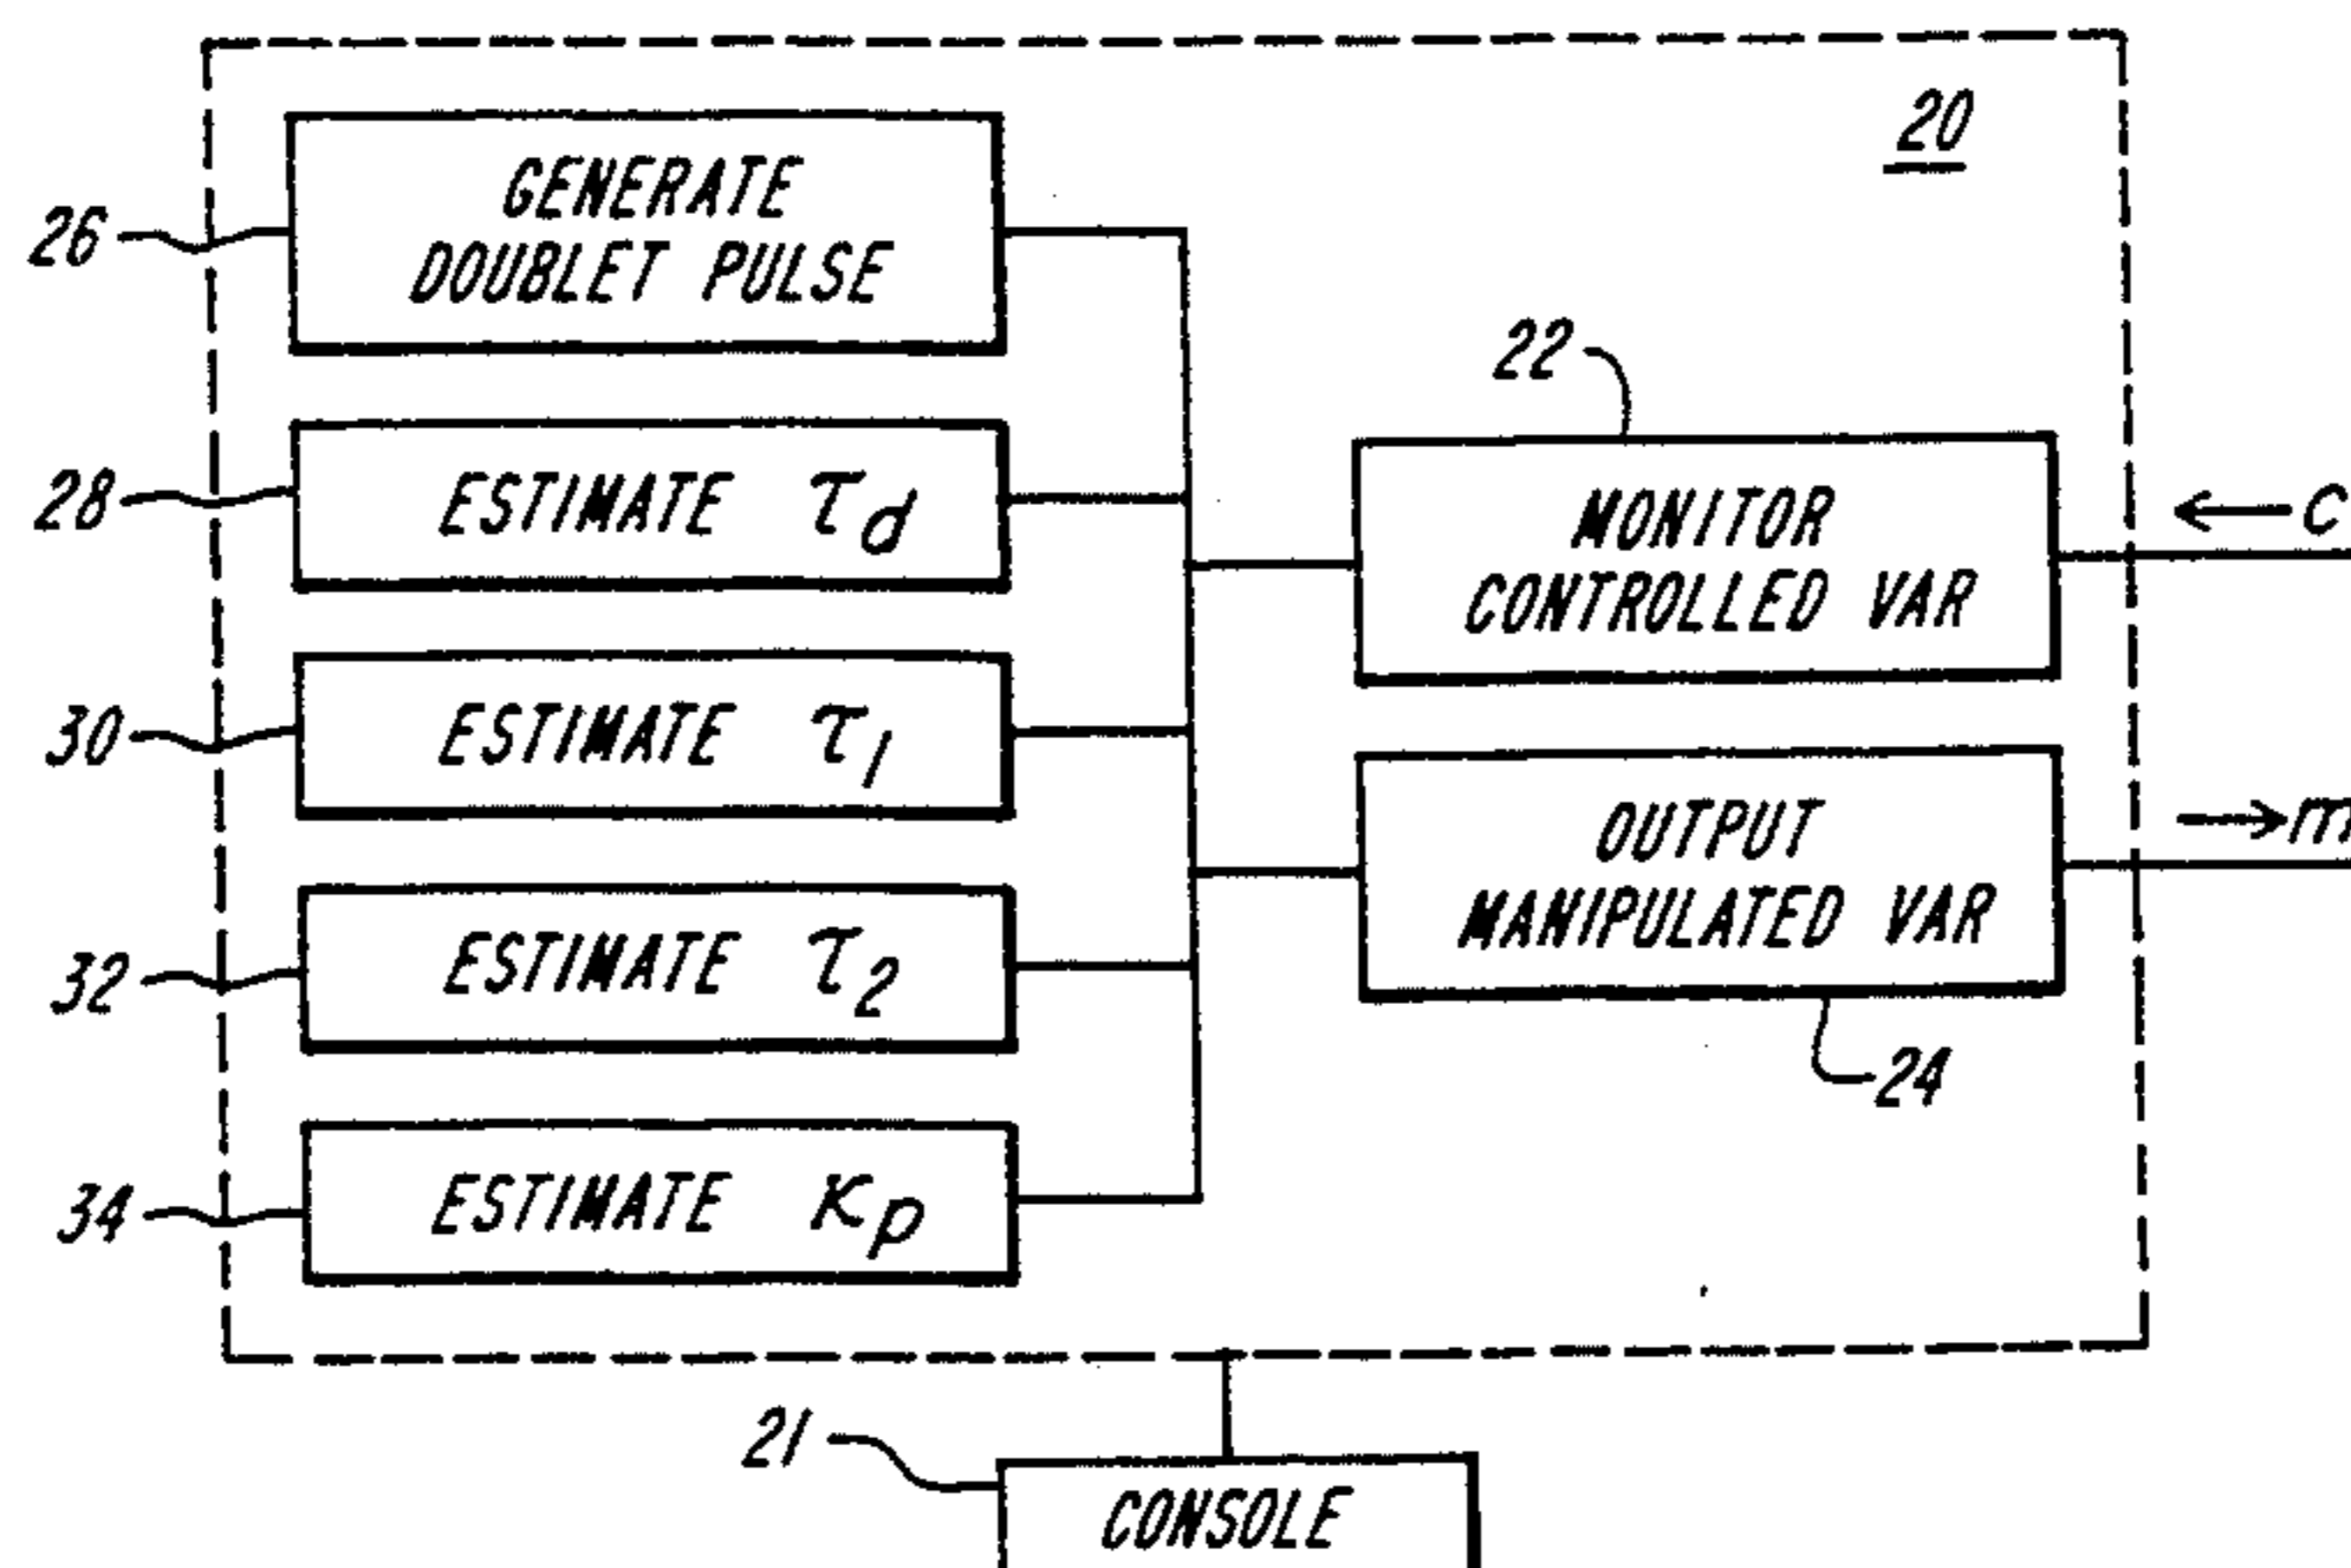 20
26
GENERATE
DOUBLET PULSE
22
28
ESTIMATE τd
MONITOR
CONTROLLED VAR
←C
30
ESTIMATE τ1
OUTPUT
MANIPULATED VAR
→m
32
ESTIMATE τ2
24
34
ESTIMATE Kp
21
CONSOLE